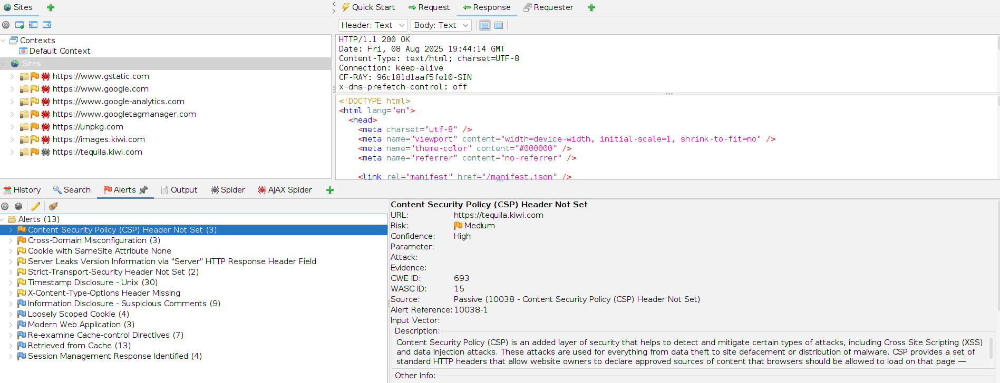 Sites
Contexts
Default Context
Sites
https://www.gstatic.com
https://www.google.com
https://www.google-analytics.com
https://www.googletagmanager.com
https://unpkg.com
https://images.kiwi.com
https://tequila.kiwi.com
Quick Start Request Response Requester
Header: Text Body: Text
HTTP/1.1 200 OK
Date: Fri, 08 Aug 2025 19:44:14 GMT
Content-Type: text/html; charset=UTF-8
Connection: keep-alive
CF-RAY: 96c181d1aaf5fe10-SIN
x-dns-prefetch-control: off
<!DOCTYPE html>
<html lang="en">
<head>
<meta charset="utf-8" />
<meta name="viewport" content="width=device-width, initial-scale=1, shrink-to-fit=no" />
<meta name="theme-color" content="#000000" />
<meta name="referrer" content="no-referrer" />
<link rel="manifest" href="/manifest.json" />
History Search Alerts Output Spider AJAX Spider
Alerts (13)
Content Security Policy (CSP) Header Not Set (3)
Cross-Domain Misconfiguration (3)
Cookie with SameSite Attribute None
Server Leaks Version Information via "Server" HTTP Response Header Field
Strict-Transport-Security Header Not Set (2)
Timestamp Disclosure - Unix (30)
X-Content-Type-Options Header Missing
Information Disclosure - Suspicious Comments (9)
Loosely Scoped Cookie (4)
Modern Web Application (3)
Re-examine Cache-control Directives (7)
Retrieved from Cache (13)
Session Management Response Identified (4)
Content Security Policy (CSP) Header Not Set
URL: https://tequila.kiwi.com
Risk: Medium
Confidence: High
Parameter:
Attack:
Evidence:
CWE ID: 693
WASC ID: 15
Source: Passive (10038 - Content Security Policy (CSP) Header Not Set)
Alert Reference: 10038-1
Input Vector:
Description:
Content Security Policy (CSP) is an added layer of security that helps to detect and mitigate certain types of attacks, including Cross Site Scripting (XSS)
and data injection attacks. These attacks are used for everything from data theft to site defacement or distribution of malware. CSP provides a set of
standard HTTP headers that allow website owners to declare approved sources of content that browsers should be allowed to load on that page —
Other Info: